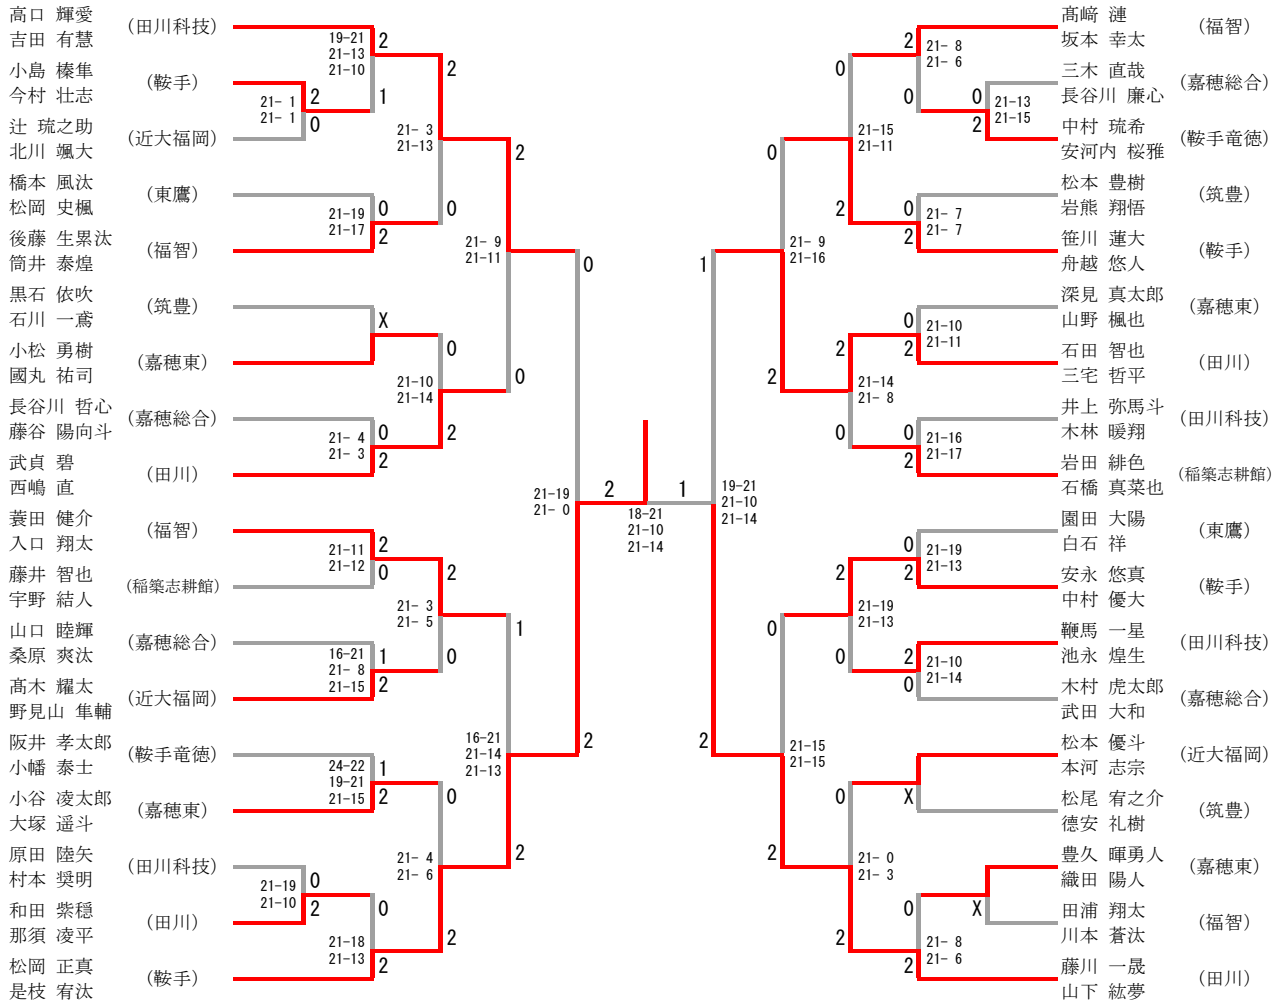 高口 輝愛
吉田 有慧
(田川科技)
小島 榛隼
今村 壮志
(鞍手)
辻 琉之助
北川 颯大
(近大福岡)
橋本 風汰
松岡 史楓
(東鷹)
後藤 生累汰
筒井 泰煌
(福智)
黒石 依吹
石川 一鳶
(筑豊)
小松 勇樹
國丸 祐司
(嘉穂東)
長谷川 哲心
藤谷 陽向斗
(嘉穂総合)
武貞 碧
西嶋 直
(田川)
蓑田 健介
入口 翔太
(福智)
藤井 智也
宇野 結人
(稲築志耕館)
山口 睦輝
桑原 爽汰
(嘉穂総合)
髙木 耀太
野見山 隼輔
(近大福岡)
阪井 孝太郎
小幡 泰士
(鞍手竜徳)
小谷 凌太郎
大塚 遥斗
(嘉穂東)
原田 陸矢
村本 奨明
(田川科技)
和田 紫穏
那須 凌平
(田川)
松岡 正真
是枝 宥汰
(鞍手)
21- 1
21- 1
2
0
21-19
21-10
0
2
19-21
21-13
21-10
2
1
21-19
21-17
0
2
X
21- 4
21- 3
0
2
21-11
21-12
2
0
16-21
21- 8
21-15
1
2
24-22
19-21
21-15
1
2
21-18
21-13
0
2
21- 3
21-13
2
0
21-10
21-14
0
2
21- 3
21- 5
2
0
21- 4
21- 6
0
2
21- 9
21-11
2
0
16-21
21-14
21-13
1
2
21-19
21- 0
0
2
2
18-21
21-10
21-14
1
19-21
21-10
21-14
1
2
21- 9
21-16
0
2
21-15
21-15
0
2
21-15
21-11
0
2
21-14
21- 8
2
0
21-19
21-13
2
0
21- 0
21- 3
0
2
21- 8
21- 6
2
0
21-13
21-15
0
2
21- 7
21- 7
0
2
21-10
21-11
0
2
21-16
21-17
0
2
21-19
21-13
0
2
21-10
21-14
2
0
X
X
21- 8
21- 6
0
2
髙﨑 漣
坂本 幸太
(福智)
三木 直哉
長谷川 廉心
(嘉穂総合)
中村 琉希
安河内 桜雅
(鞍手竜徳)
松本 豊樹
岩熊 翔悟
(筑豊)
笹川 蓮大
舟越 悠人
(鞍手)
深見 真太郎
山野 楓也
(嘉穂東)
石田 智也
三宅 哲平
(田川)
井上 弥馬斗
木林 暖翔
(田川科技)
岩田 緋色
石橋 真菜也
(稲築志耕館)
園田 大陽
白石 祥
(東鷹)
安永 悠真
中村 優大
(鞍手)
鞭馬 一星
池永 煌生
(田川科技)
木村 虎太郎
武田 大和
(嘉穂総合)
松本 優斗
本河 志宗
(近大福岡)
松尾 宥之介
德安 礼樹
(筑豊)
豊久 暉勇人
織田 陽人
(嘉穂東)
田浦 翔太
川本 蒼汰
(福智)
藤川 一晟
山下 紘夢
(田川)